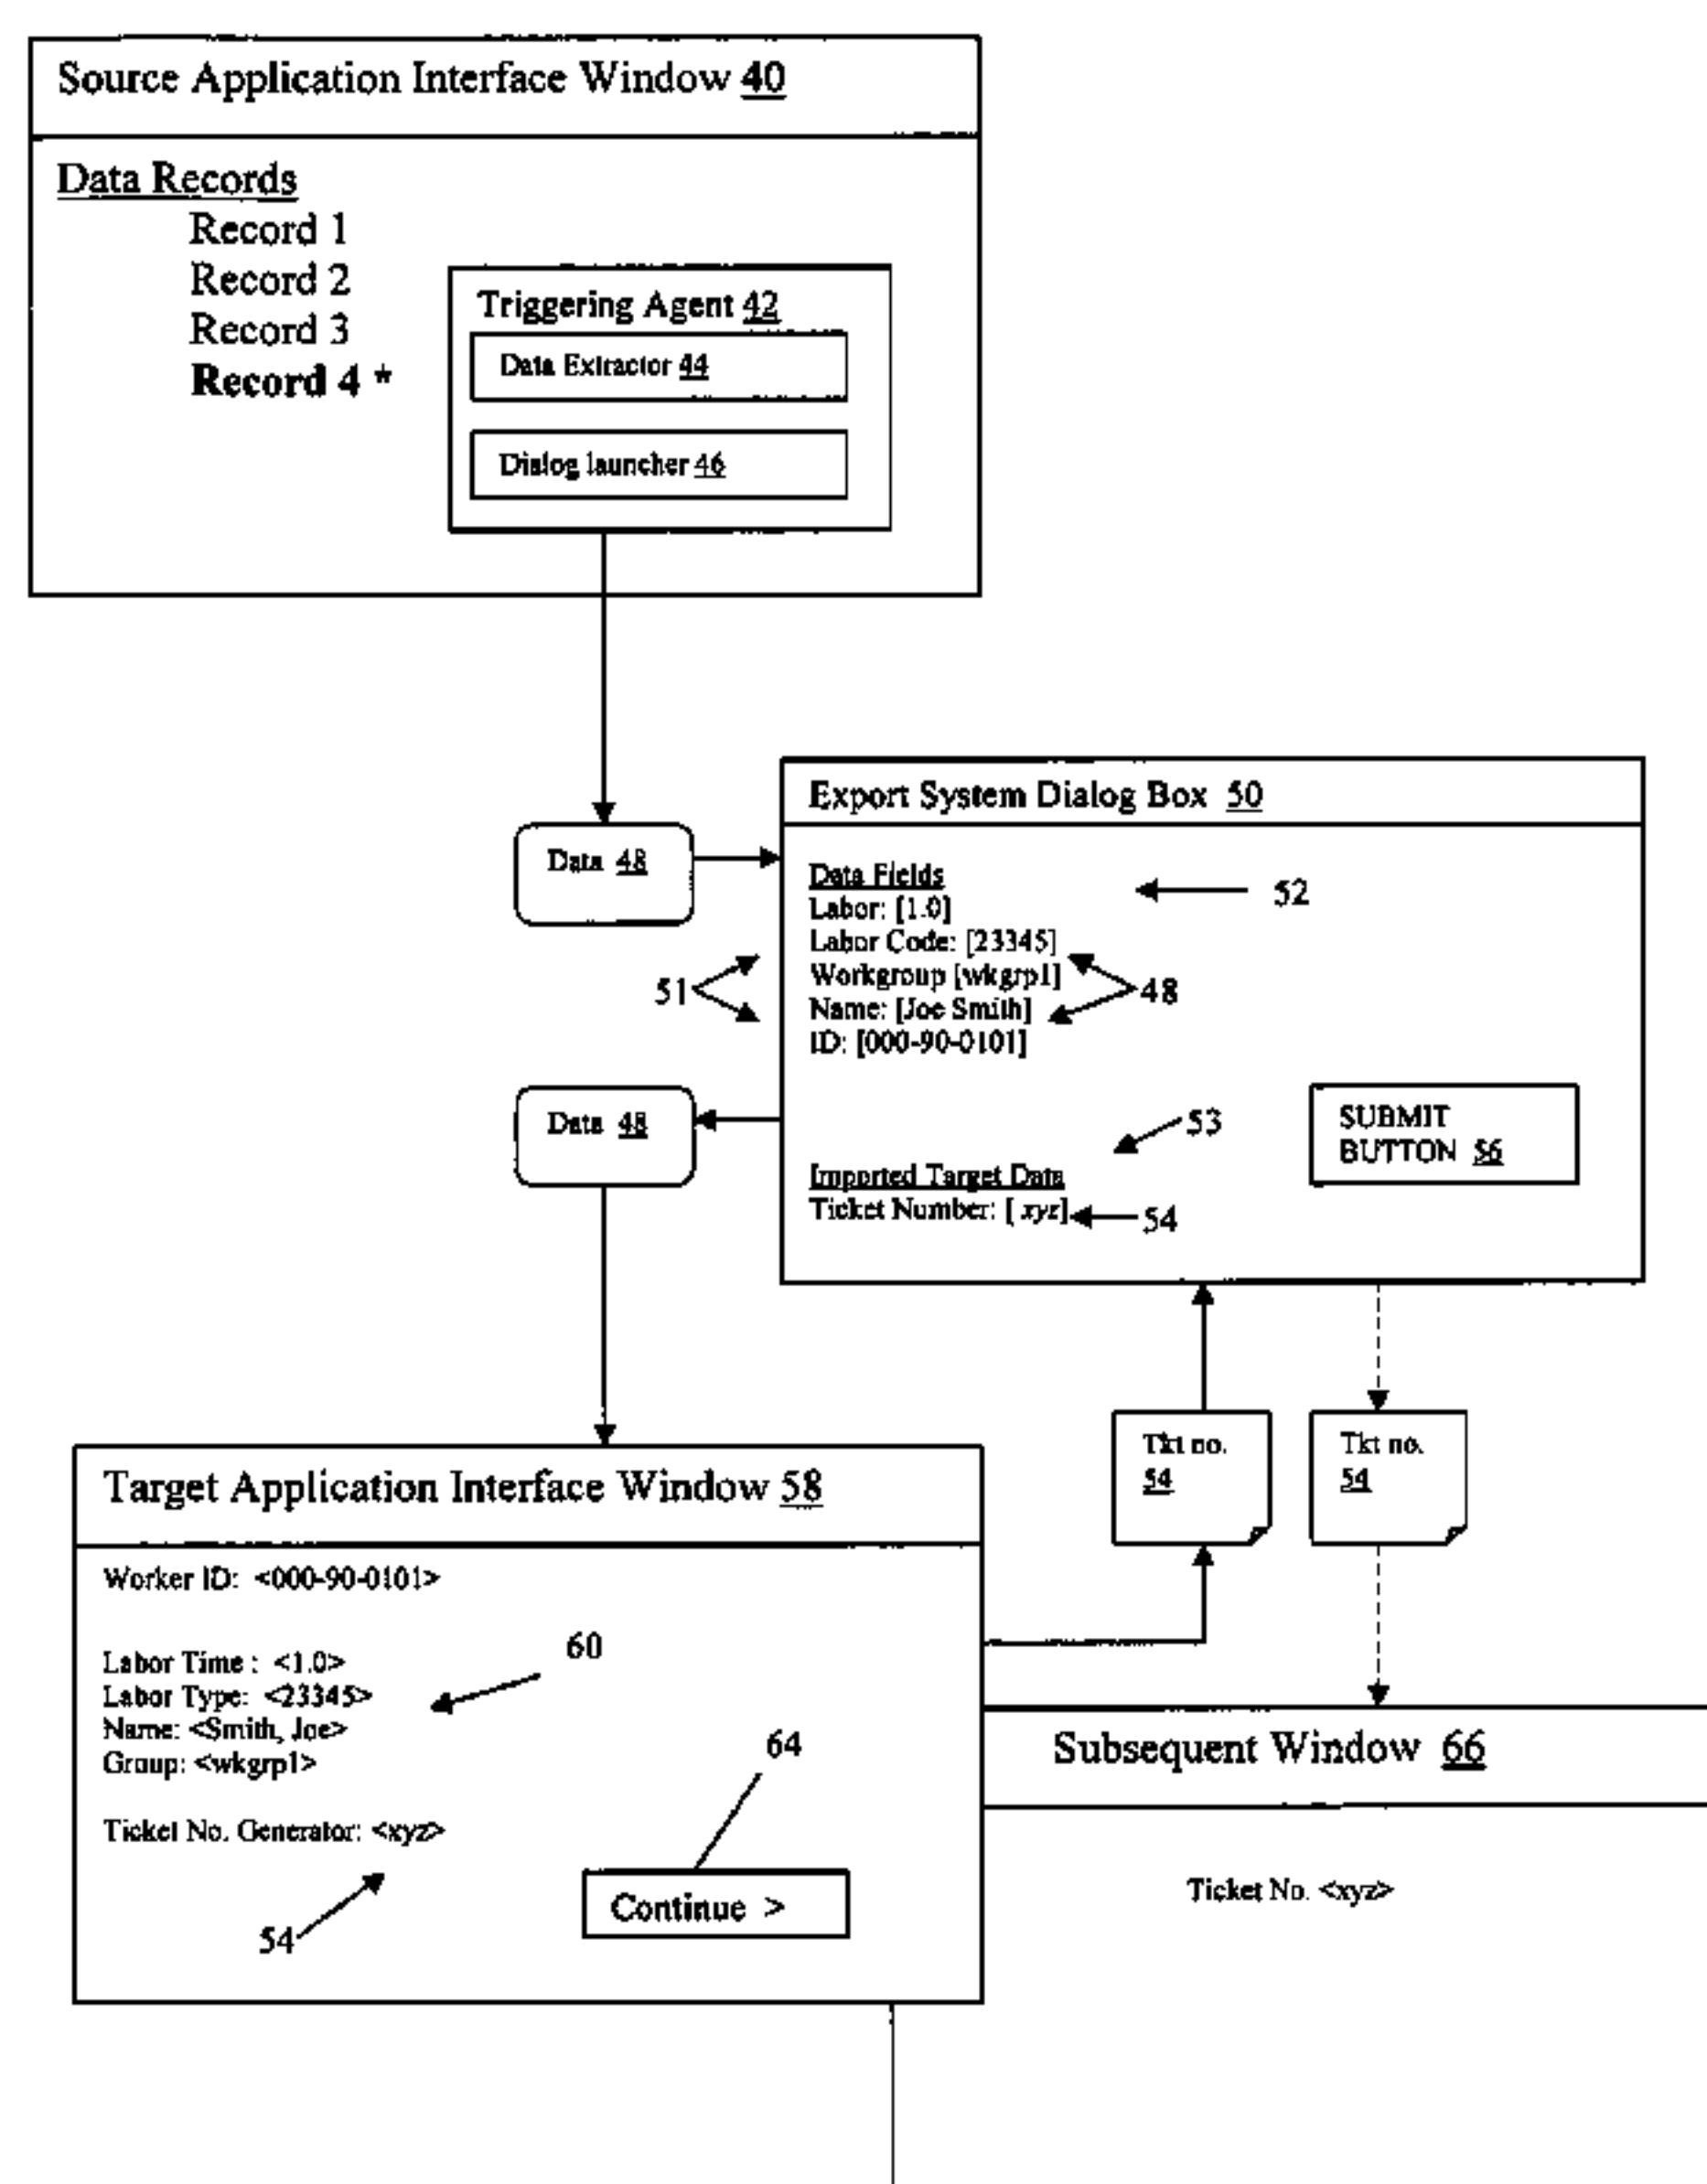 Source Application Interface Window 40
Data Records
Record 1
Record 2
Record 3
Record 4 *
Triggering Agent 42
Data Extractor 44
Dialog launcher 46
Data 48
Export System Dialog Box 50
Data Fields
52
Labor: [1.0]
Labor Code: [23345]
Workgroup [wkgrp1]
51
48
Name: [Joe Smith]
ID: [000-90-0101]
Data 48
53
SUBMIT
BUTTON 56
Imported Target Data
Ticket Number: [ xyz]
54
Tkt no.
54
Tkt no.
54
Target Application Interface Window 58
Worker ID: <000-90-0101>
60
Labor Time : <1.0>
Labor Type: <23345>
Name: <Smith, Joe>
Group: <wkgrp1>
64
Subsequent Window 66
Ticket No. Generator: <xyz>
Ticket No. <xyz>
Continue >
54